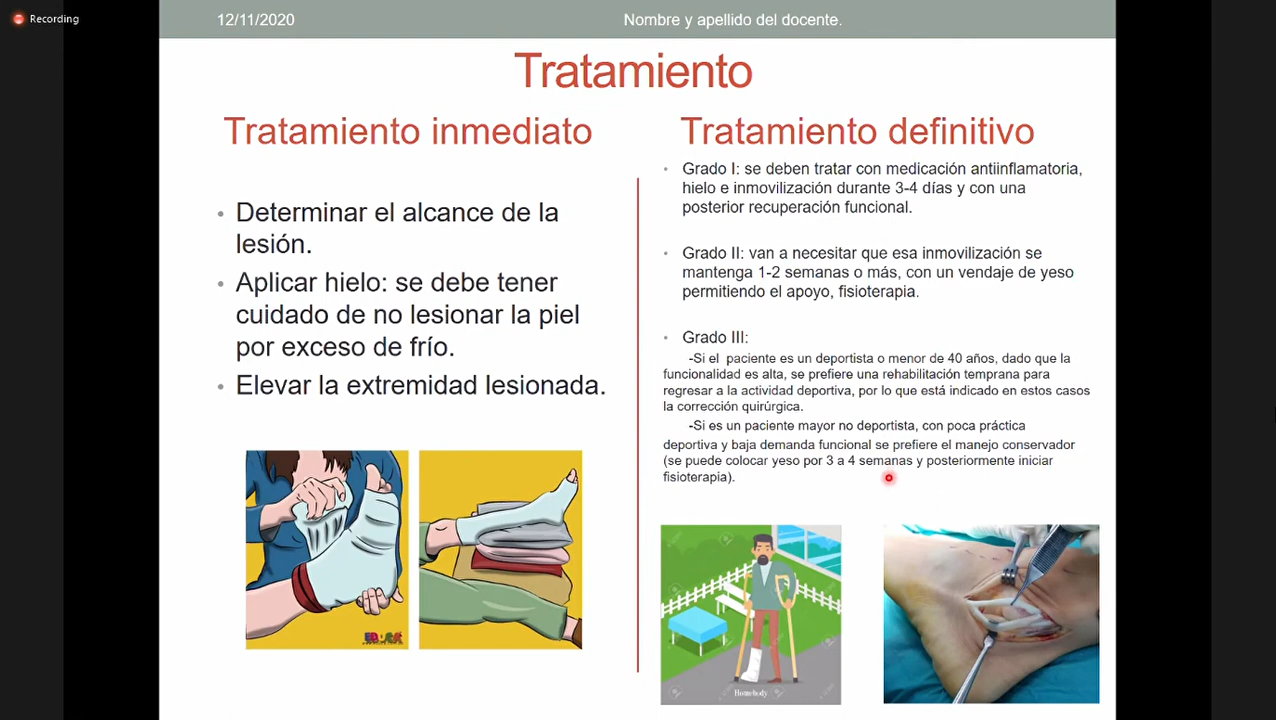 Recording
12/11/2020
Nombre y apellido del docente.
Tratamiento
Tratamiento inmediato
• Determinar el alcance de la
lesión.
• Aplicar hielo: se debe tener
cuidado de no lesionar la piel
por exceso de frío.
• Elevar la extremidad lesionada.
Tratamiento definitivo
• Grado I: se deben tratar con medicación antiinflamatoria,
hielo e inmovilización durante 3-4 días y con una
posterior recuperación funcional.
• Grado II: van a necesitar que esa inmovilización se
mantenga 1-2 semanas o más, con un vendaje de yeso
permitiendo el apoyo, fisioterapia.
• Grado III:
-Si el paciente es un deportista o menor de 40 años, dado que la
funcionalidad es alta, se prefiere una rehabilitación temprana para
regresar a la actividad deportiva, por lo que está indicado en estos casos
la corrección quirúrgica.
-Si es un paciente mayor no deportista, con poca práctica
deportiva y baja demanda funcional se prefiere el manejo conservador
(se puede colocar yeso por 3 a 4 semanas y posteriormente iniciar
fisioterapia).
Homebody